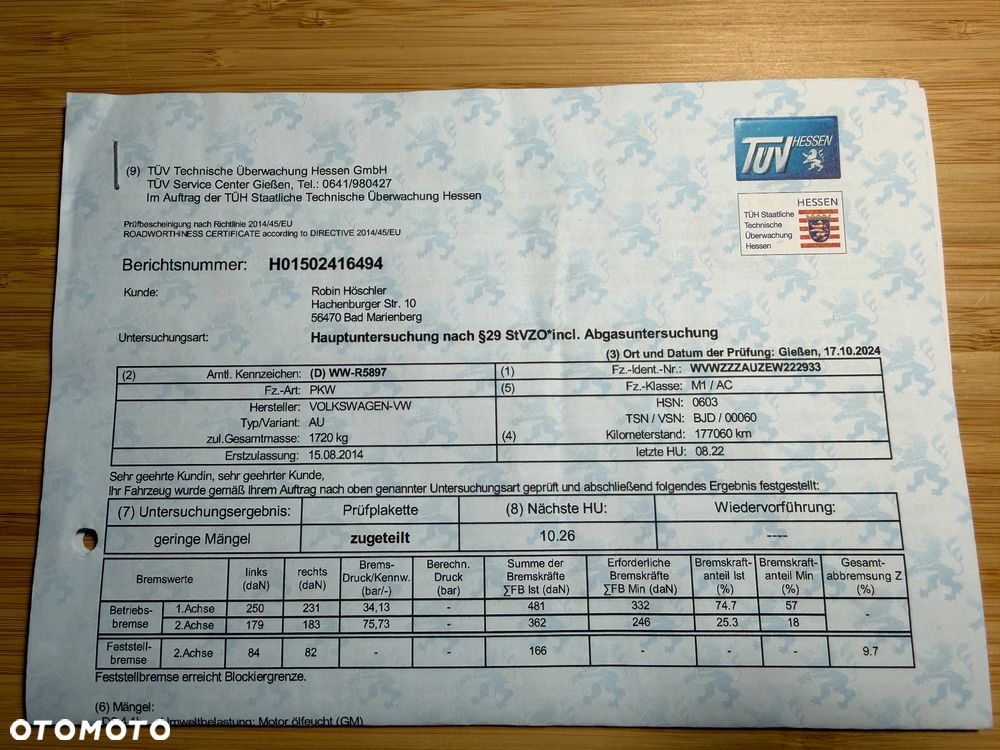 (9) TÜV Technische Überwachung Hessen GmbH
TÜV Service Center Gießen, Tel.: 0641/980427
Im Auftrag der TÜH Staatliche Technische Überwachung Hessen
TÜV HESSEN
HESSEN
TÜH Staatliche
Technische
Überwachung
Hessen
Prüfbescheinigung nach Richtlinie 2014/45/EU
ROADWORTHINESS CERTIFICATE according to DIRECTIVE 2014/45/EU
Berichtsnummer: H01502416494
Kunde: Robin Höschler
Hachenburger Str. 10
56470 Bad Marienberg
Untersuchungsart: Hauptuntersuchung nach §29 StVZO*incl. Abgasuntersuchung
(3) Ort und Datum der Prüfung: Gießen, 17.10.2024
(2) Amtl. Kennzeichen: (D) WW-R5897 (1) Fz.-Ident.-Nr.: WVWZZZAUZEW222933
Fz.-Art: PKW (5) Fz.-Klasse: M1 / AC
Hersteller: VOLKSWAGEN-VW HSN: 0603
Typ/Variant: AU TSN / VSN: BJD / 00060
zul.Gesamtmasse: 1720 kg (4) Kilometerstand: 177060 km
Erstzulassung: 15.08.2014 letzte HU: 08.22
Sehr geehrte Kundin, sehr geehrter Kunde,
Ihr Fahrzeug wurde gemäß Ihrem Auftrag nach oben genannter Untersuchungsart geprüft und abschließend folgendes Ergebnis festgestellt:
(7) Untersuchungsergebnis: Prüfplakette (8) Nächste HU: Wiedervorführung:
geringe Mängel zugeteilt 10.26 ----
Bremswerte links (daN) rechts (daN) Brems-Druck/Kennw. (bar/-) Berechn. Druck (bar) Summe der Bremskräfte ∑FB Ist (daN) Erforderliche Bremskräfte ∑FB Min (daN) Bremskraft-anteil Ist (%) Bremskraft-anteil Min (%) Gesamt-abbremsung Z (%)
Betriebs-bremse 1.Achse 250 231 34,13 - 481 332 74.7 57 -
2.Achse 179 183 75,73 - 362 246 25.3 18
Feststell-bremse 2.Achse 84 82 - - 166 - - - 9.7
Feststellbremse erreicht Blockiergrenze.
(6) Mängel:
Umweltbelastung: Motor ölfeucht (GM)
OTOMOTO